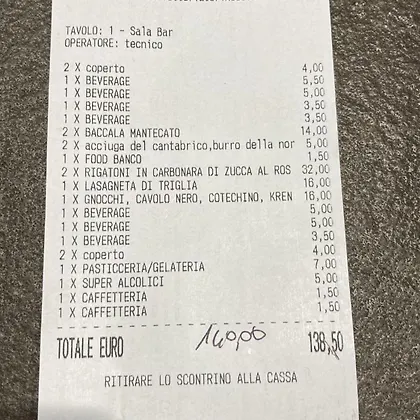 TAVOLO: 1 - Sala Bar
OPERATORE: tecnico
2 X coperto 4,00
1 X BEVERAGE 5,50
1 X BEVERAGE 5,00
1 X BEVERAGE 3,50
1 X BEVERAGE 3,50
2 X BACCALA MANTECATO 14,00
2 X acciuga del cantabrico,burro della nor 5,00
1 X FOOD BANCO 1,50
2 X RIGATONI IN CARBONARA DI ZUCCA AL ROS 32,00
1 X LASAGNETA DI TRIGLIA 16,00
1 X GNOCCHI, CAVOLO NERO, COTECHINO, KREN 16,00
1 X BEVERAGE 5,00
1 X BEVERAGE 5,00
1 X BEVERAGE 3,50
2 X coperto 4,00
1 X PASTICCERIA/GELATERIA 7,00
1 X SUPER ALCOLICI 5,00
1 X CAFFETTERIA 1,50
1 X CAFFETTERIA 1,50
TOTALE EURO 140,00 138,50
RITIRARE LO SCONTRINO ALLA CASSA